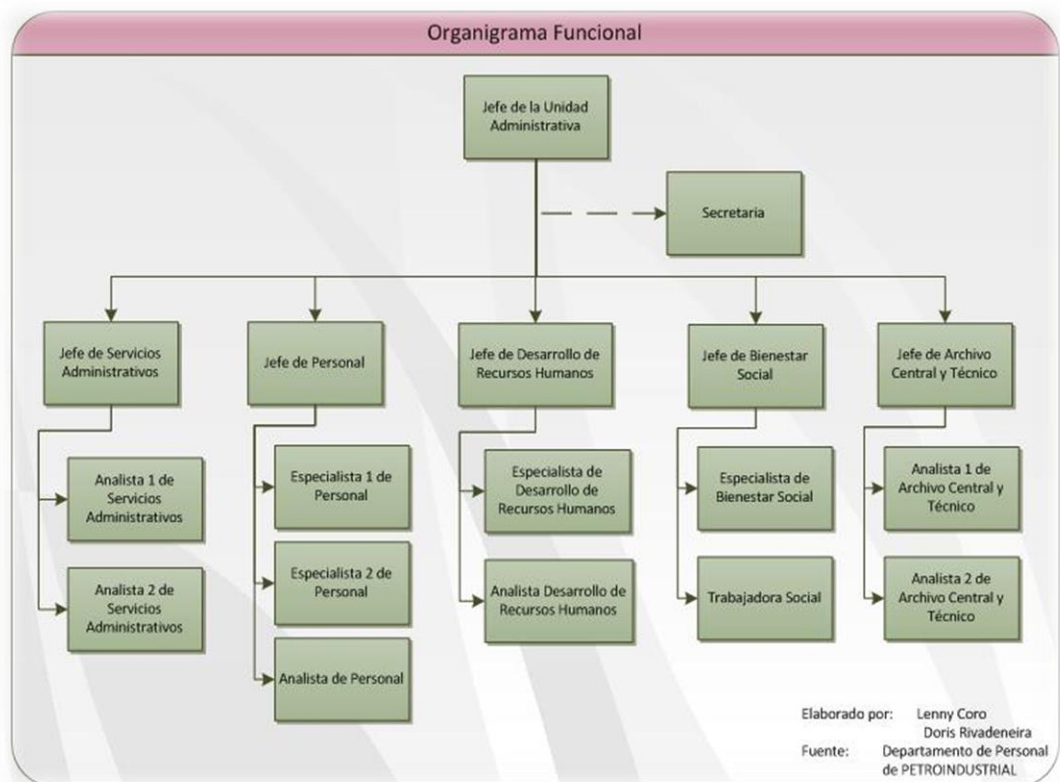 Organigrama Funcional
Jefe de la Unidad
Administrativa
Secretaria
Jefe de Servicios
Administrativos
Jefe de Personal
Jefe de Desarrollo de
Recursos Humanos
Jefe de Bienestar
Social
Jefe de Archivo
Central y Técnico
Analista 1 de
Servicios
Administrativos
Especialista 1 de
Personal
Especialista de
Desarrollo de
Recursos Humanos
Especialista de
Bienestar Social
Analista 1 de
Archivo Central y
Técnico
Analista 2 de
Servicios
Administrativos
Especialista 2 de
Personal
Analista Desarrollo de
Recursos Humanos
Trabajadora Social
Analista 2 de
Archivo Central y
Técnico
Analista de Personal
Elaborado por: Lenny Coro
Doris Rivadeneira
Fuente: Departamento de Personal
de PETROINDUSTRIAL